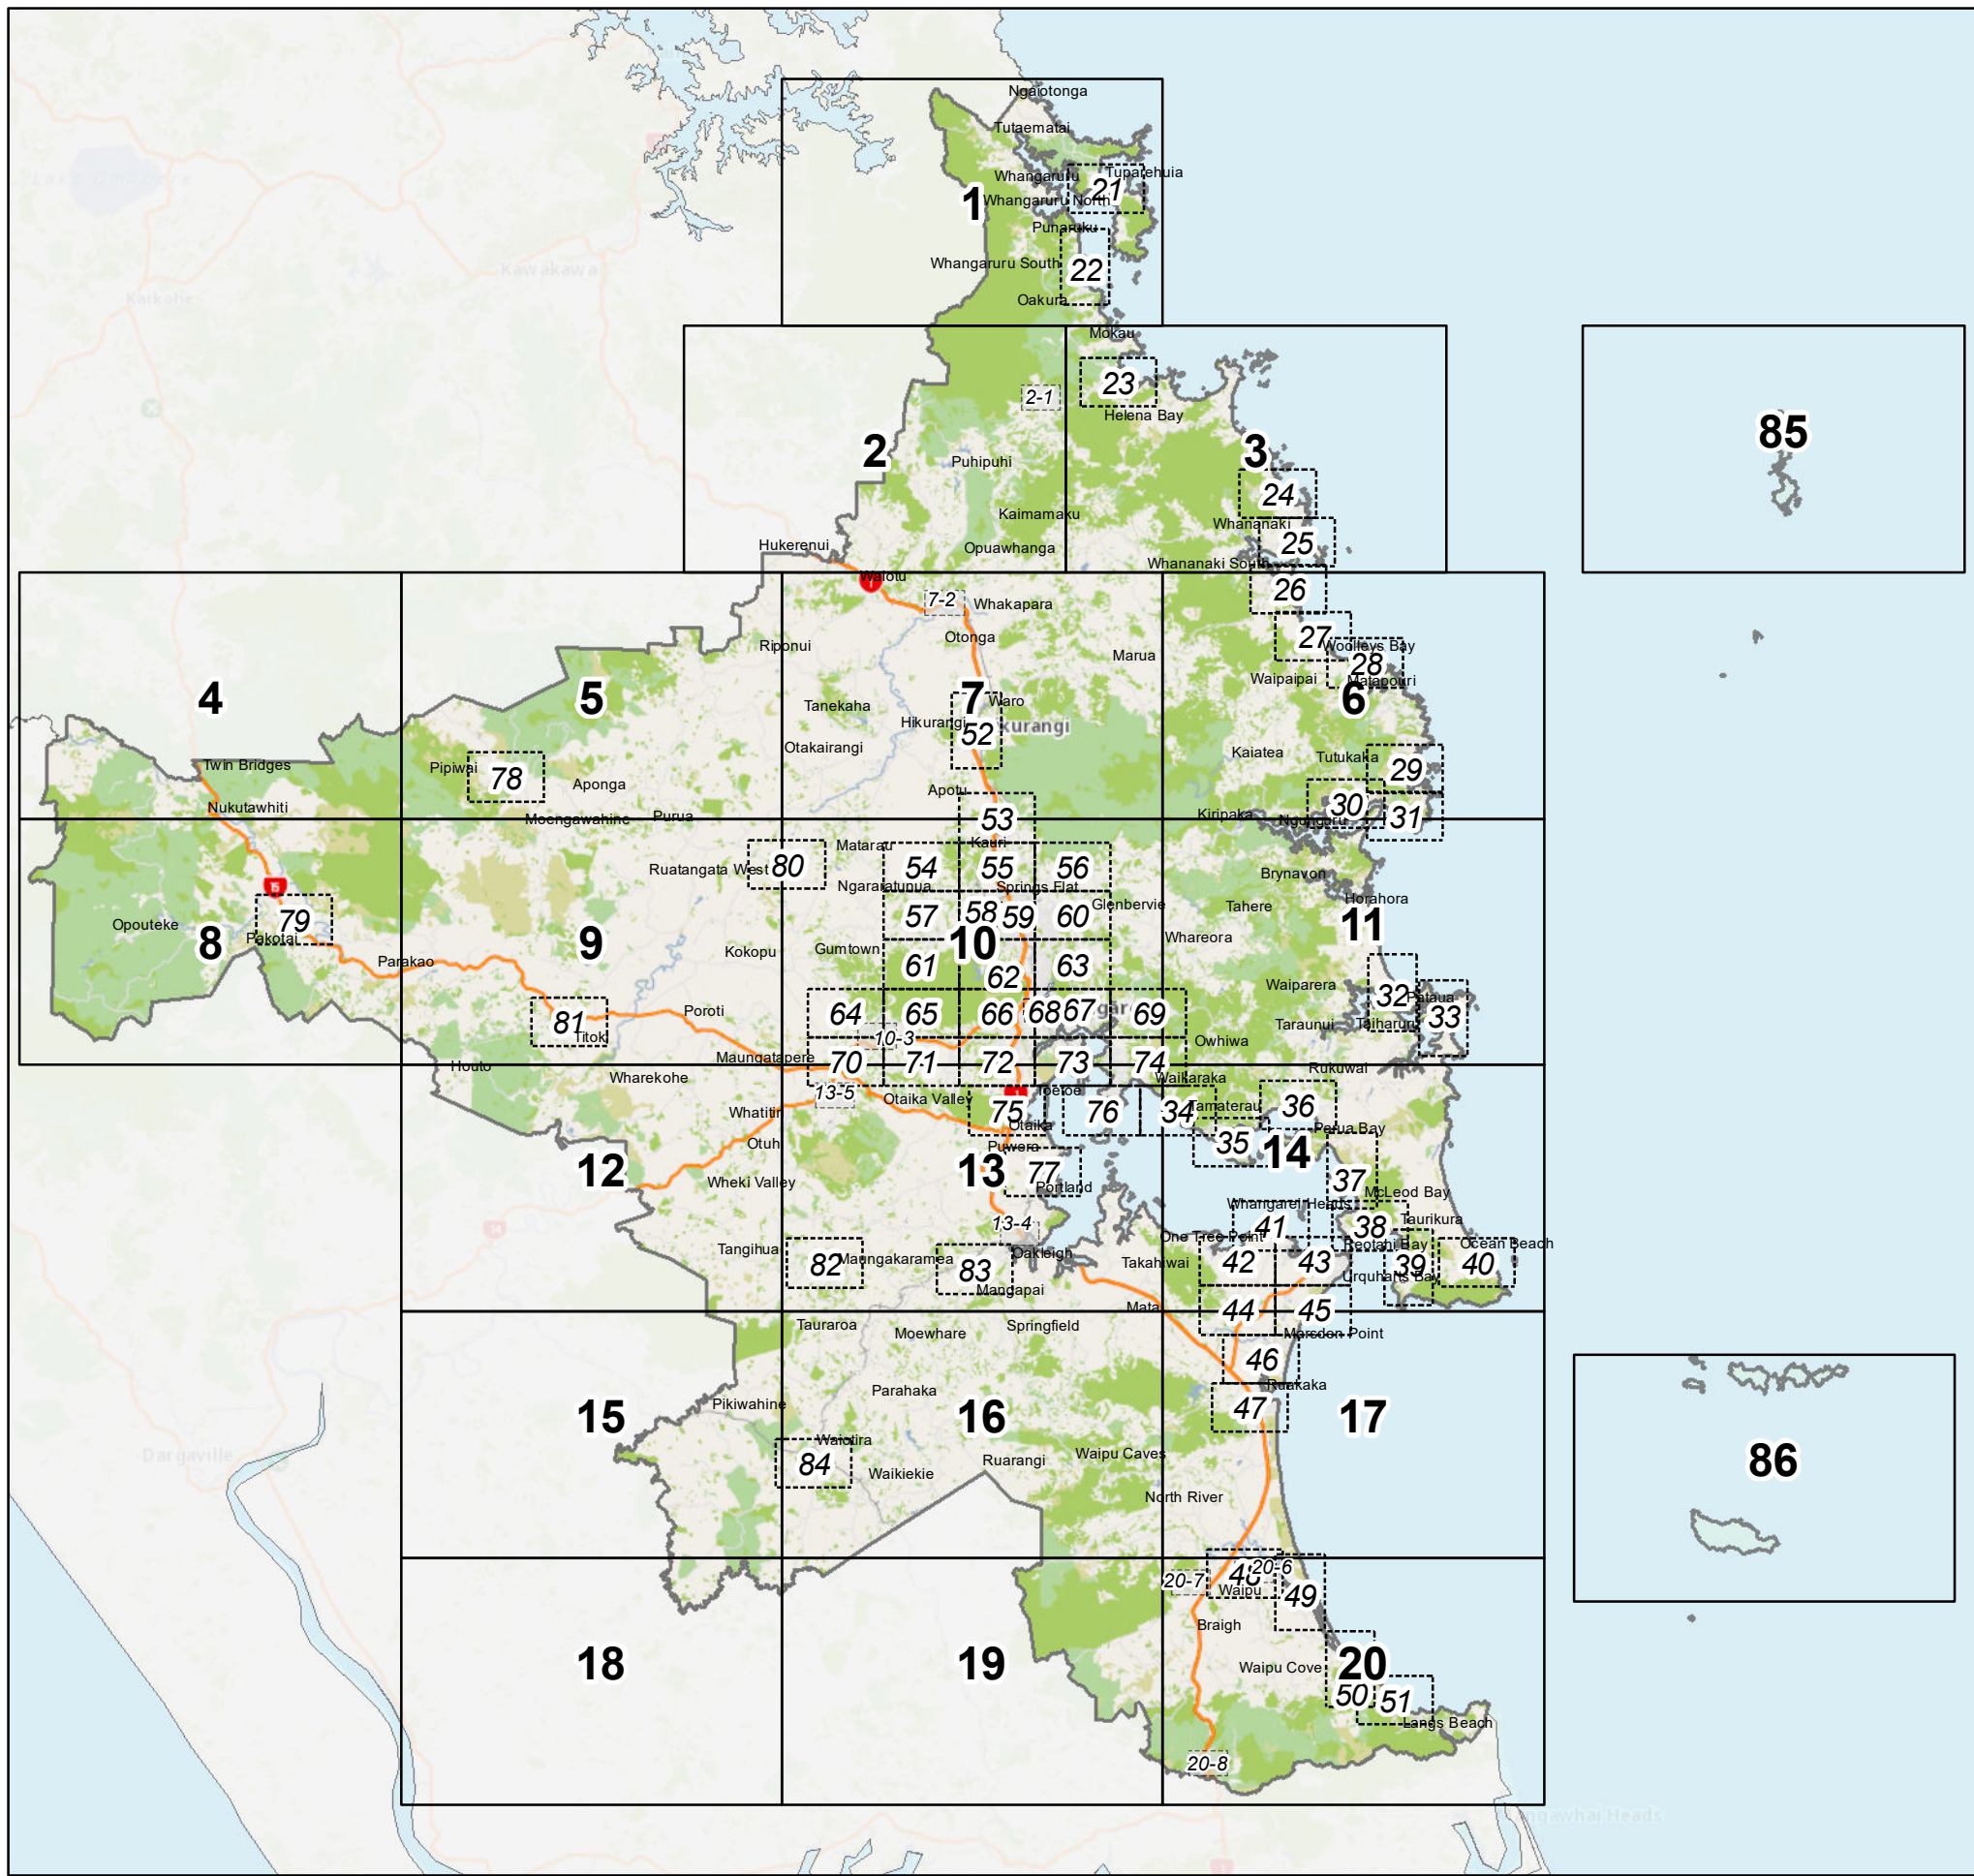 Ngaiotonga
Tutaematai
Whangaruru
Tuparehuia
21
1
Whangaruru North
Punaruku
Whangaruru South
22
Oakura
Kawakawa
Mokau
23
2-1
Helena Bay
85
2
3
Puhipuhi
24
Kaimamaku
Whananaki
25
Hukerenui
Opuawhanga
Whananaki South
Waiotu
26
7-2
Whakapara
Otonga
27
Riponui
Marua
Woolleys Bay
28
Waipaipai
Matapouri
4
5
7
6
Tanekaha
Waro
Hikurangi
52
kurangi
Otakairangi
Kaiatea
Tutukaka
29
Twin Bridges
Pipiwai
78
Aponga
Apotu
30
Nukutawhiti
Moengawahine
Purua
53
Kiripaka
Ngunguru
31
Matarau
Kauri
Ruatangata West
80
54
55
56
Brynavon
Ngararatunua
Springs Flat
Horahora
Opouteke
79
57
58
59
60
Glenbervie
Tahere
11
Pakotai
8
9
10
Whareora
Kokopu
Gumtown
Parakao
61
62
63
Waiparera
32
Pataua
81
Titoki
Poroti
64
65
66
68
67
69
Taraunui
Taiharuru
33
10-3
Owhiwa
Maungatapere
70
71
72
73
74
Rukuwai
Houto
Wharekohe
Waikaraka
13-5
Otaika Valley
Toetoe
Whatitiri
75
76
34
Tamaterau
36
Otaika
Parua Bay
Puwera
35
14
12
13
77
Portland
37
Wheki Valley
McLeod Bay
Whangarei Heads
13-4
41
38
Taurikura
One Tree Point
Reotahi Bay
Ocean Beach
Tangihua
82
Maungakaramea
83
Oakleigh
Takahiwai
42
43
39
40
Urquharts Bay
Mangapai
Mata
44
45
Tauraroa
Moewhare
Springfield
Marsden Point
46
Parahaka
Ruakaka
Pikiwahine
47
15
16
17
Dargaville
Waiotira
84
Waikiekie
Ruarangi
Waipu Caves
86
North River
20-7
48
20-6
Waipu
49
Braigh
18
19
20
Waipu Cove
50
51
Langs Beach
20-8